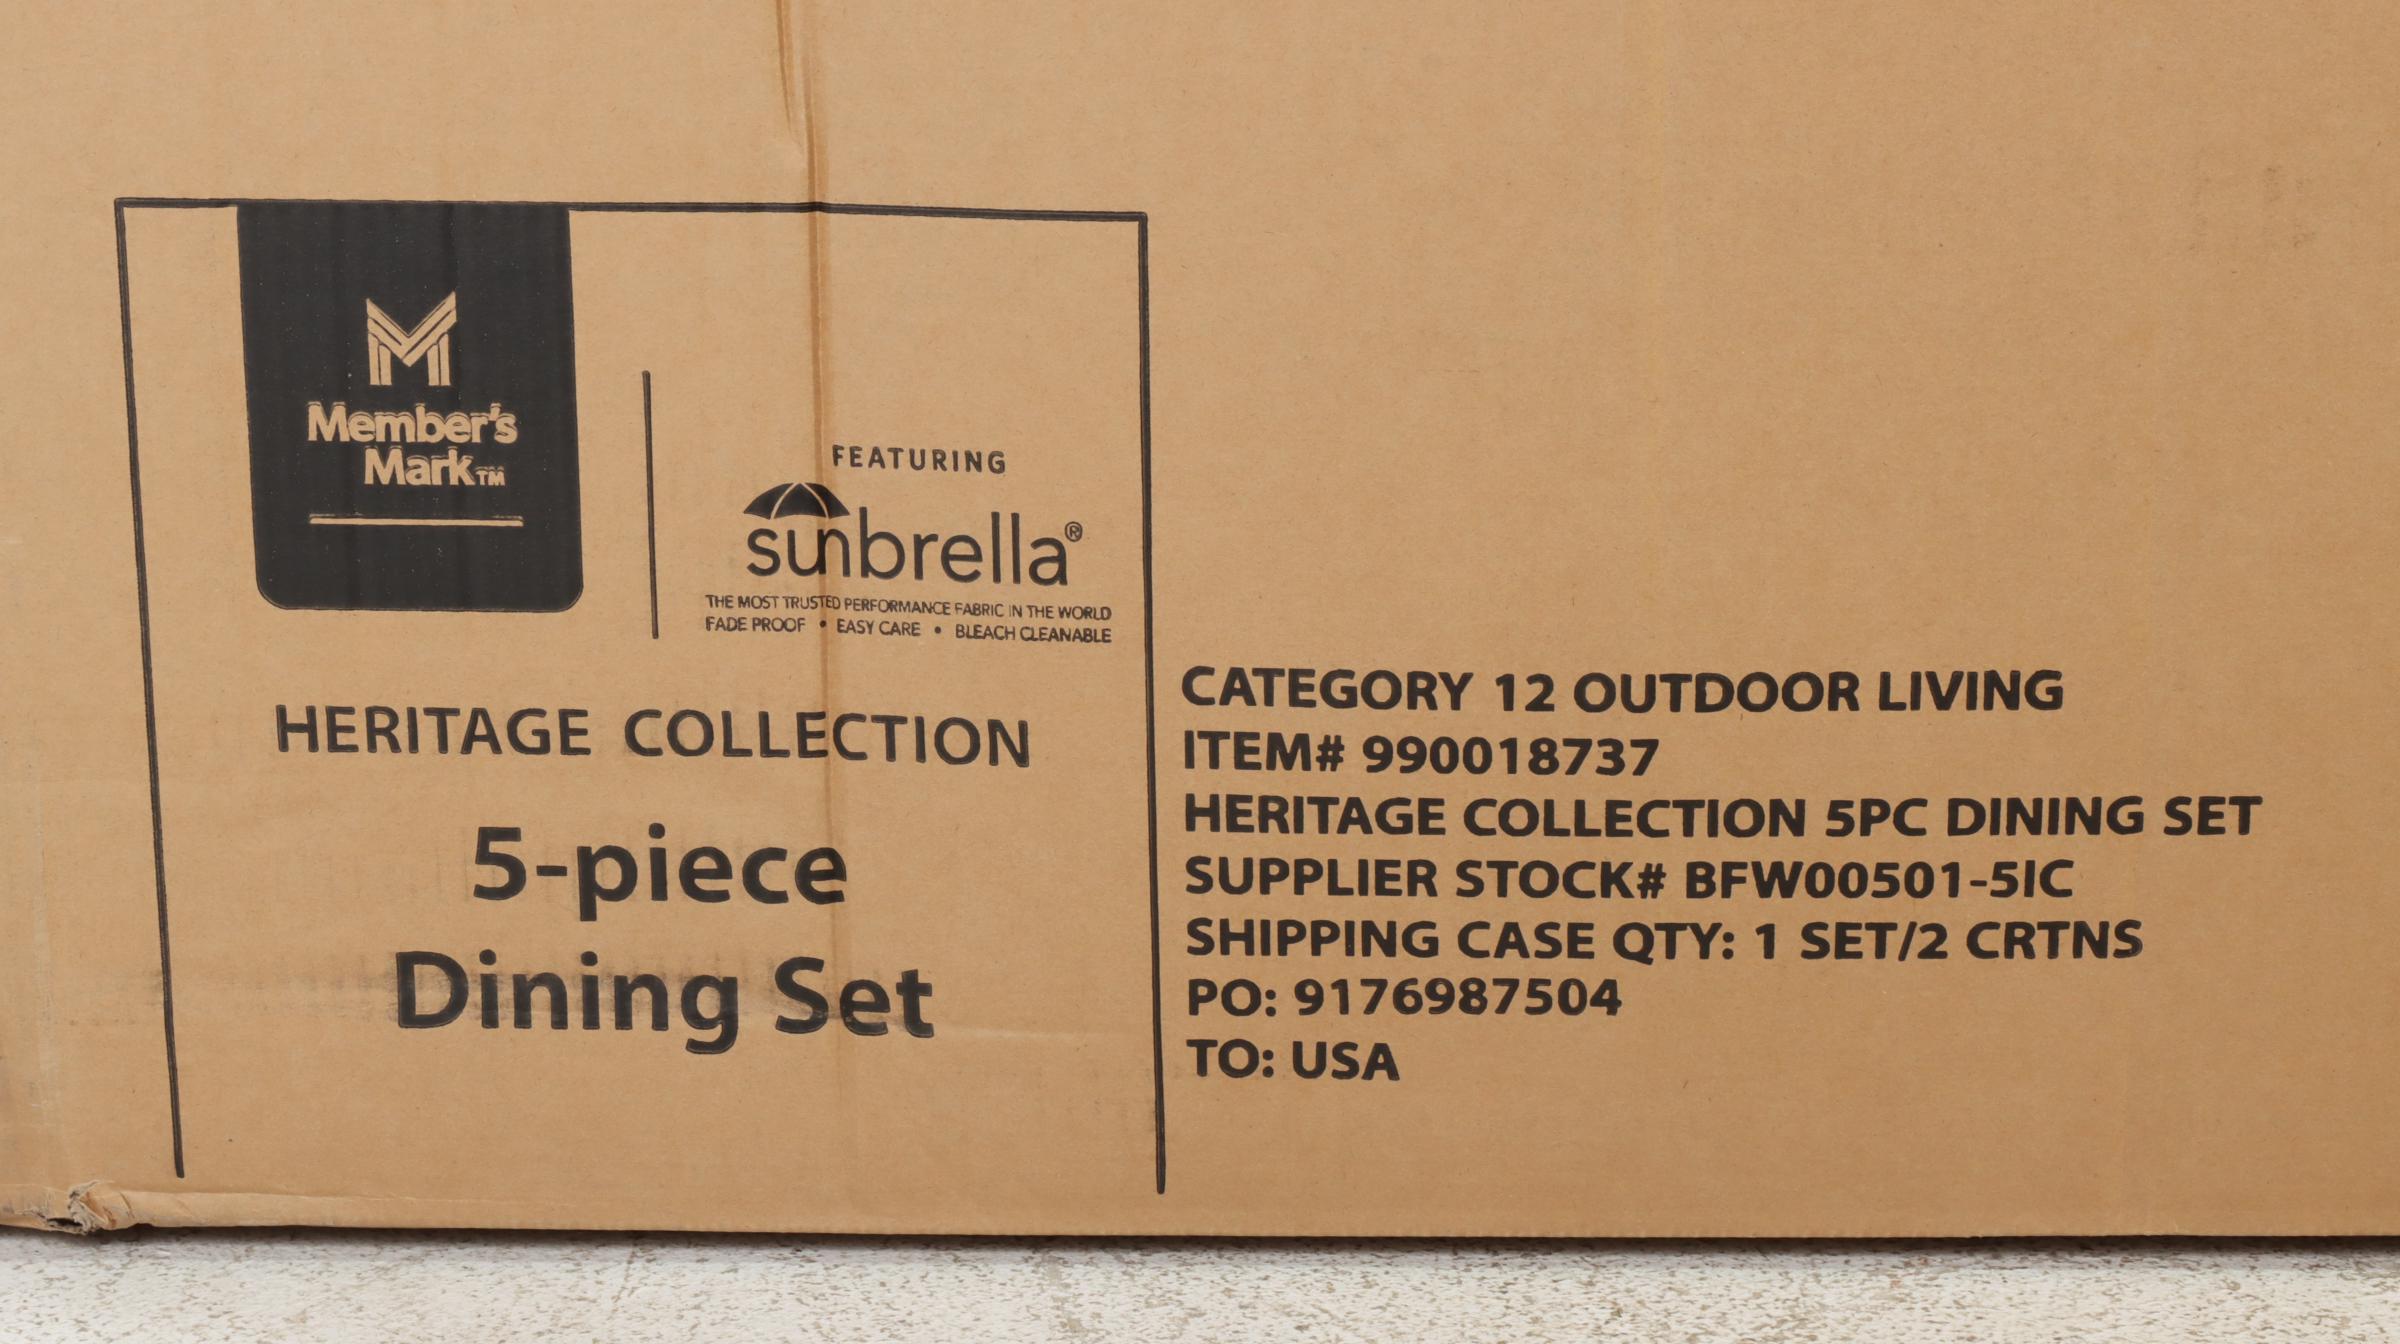 M
Member's
Mark™
FEATURING
sunbrella®
THE MOST TRUSTED PERFORMANCE FABRIC IN THE WORLD
FADE PROOF • EASY CARE • BLEACH CLEANABLE
HERITAGE COLLECTION
5-piece
Dining Set
CATEGORY 12 OUTDOOR LIVING
ITEM# 990018737
HERITAGE COLLECTION 5PC DINING SET
SUPPLIER STOCK# BFW00501-5IC
SHIPPING CASE QTY: 1 SET/2 CRTNS
PO: 9176987504
TO: USA